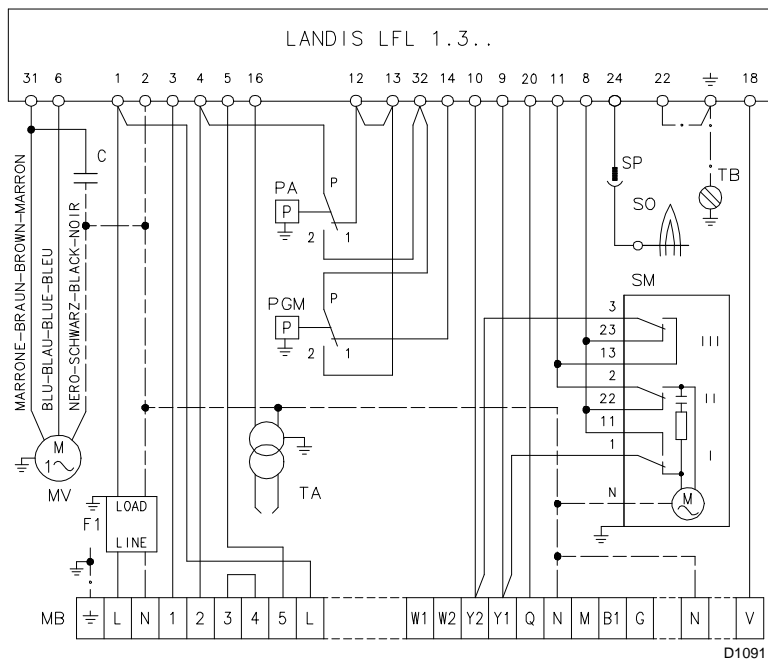 LANDIS LFL 1.3..
31 6 1 2 3 4 5 16 12 13 32 14 10 9 20 11 8 24 22 18
C
MARRONE-BRAUN-BROWN-MARRON
BLU-BLAU-BLUE-BLEU
NERO-SCHWARZ-BLACK-NOIR
PA
P
P
2 1
PGM
P
P
2 1
SP
SO
TB
SM
3
23
13
III
2
22
II
11
1
I
N
M
M
1
MV
TA
F1
LOAD
LINE
MB L N 1 2 3 4 5 L W1 W2 Y2 Y1 Q N M B1 G N V
D1091